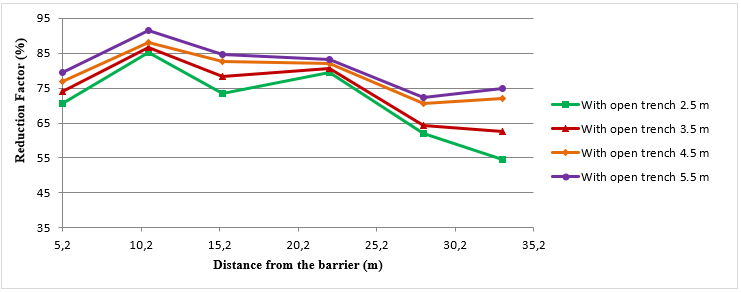 Reduction Factor (%)
95
85
75
65
55
45
35
5,2 10,2 15,2 20,2 25,2 30,2 35,2
Distance from the barrier (m)
With open trench 2.5 m
With open trench 3.5 m
With open trench 4.5 m
With open trench 5.5 m